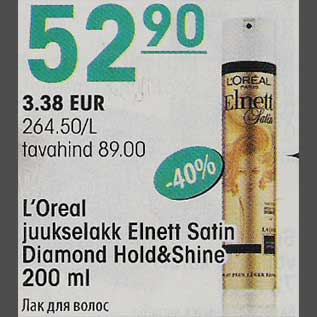 52 90
3.38 EUR
264.50/L
tavahind 89.00
-40%
L'ORÉAL
Elnett
Satin
L'Oreal
juukselakk Elnett Satin
Diamond Hold&Shine
200 ml
Лак для волос